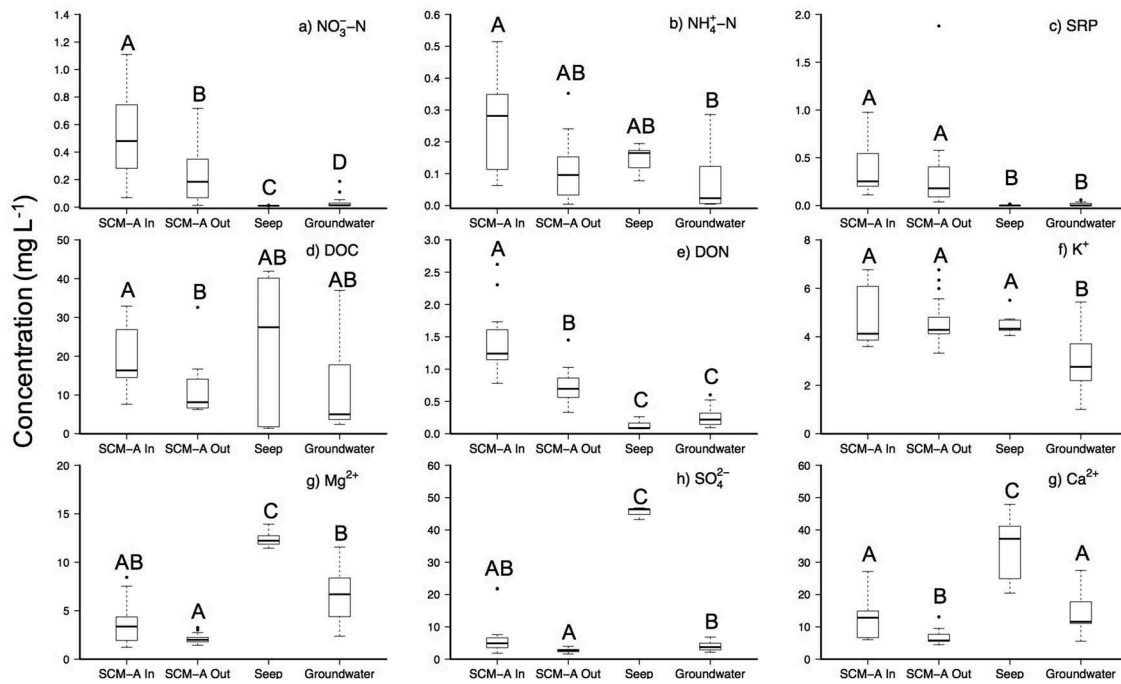 Concentration (mg L⁻¹)
a) NO₃⁻–N
1.4
1.2
1.0
0.8
0.6
0.4
0.2
0.0
A
B
C
D
SCM–A In SCM–A Out Seep Groundwater
b) NH₄⁺–N
0.6
0.5
0.4
0.3
0.2
0.1
0.0
A
AB
AB
B
SCM–A In SCM–A Out Seep Groundwater
c) SRP
2.0
1.5
1.0
0.5
0.0
A
A
B
B
SCM–A In SCM–A Out Seep Groundwater
d) DOC
50
40
30
20
10
0
A
B
AB
AB
SCM–A In SCM–A Out Seep Groundwater
e) DON
3.0
2.5
2.0
1.5
1.0
0.5
0.0
A
B
C
C
SCM–A In SCM–A Out Seep Groundwater
f) K⁺
8
6
4
2
0
A
A
A
B
SCM–A In SCM–A Out Seep Groundwater
g) Mg²⁺
20
15
10
5
0
AB
A
C
B
SCM–A In SCM–A Out Seep Groundwater
h) SO₄²⁻
60
50
40
30
20
10
0
AB
A
C
B
SCM–A In SCM–A Out Seep Groundwater
g) Ca²⁺
60
50
40
30
20
10
0
A
B
C
A
SCM–A In SCM–A Out Seep Groundwater